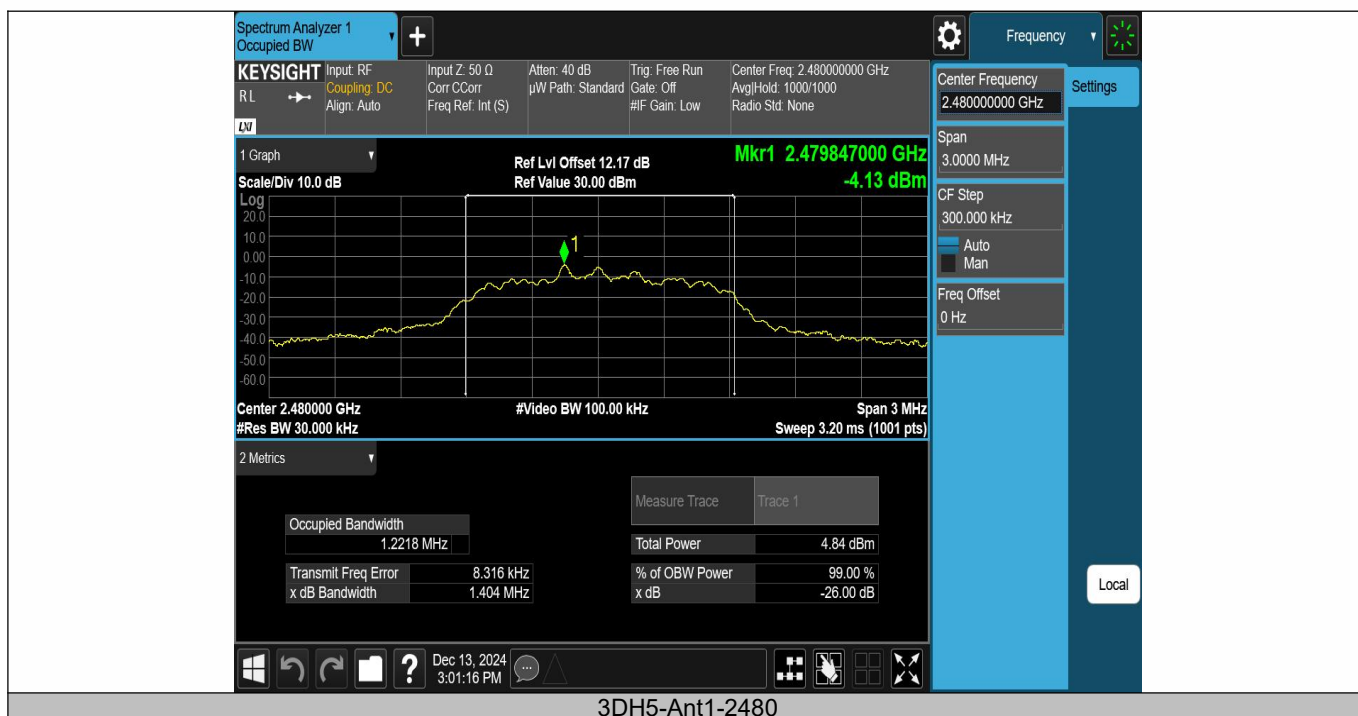 Spectrum Analyzer 1
Occupied BW
+
Frequency
KEYSIGHT
RL
LXI
Input: RF
Coupling: DC
Align: Auto
Input Z: 50 Ω
Corr CCorr
Freq Ref: Int (S)
Atten: 40 dB
µW Path: Standard
Trig: Free Run
Gate: Off
#IF Gain: Low
Center Freq: 2.480000000 GHz
Avg|Hold: 1000/1000
Radio Std: None
Center Frequency
2.480000000 GHz
Settings
Span
3.0000 MHz
CF Step
300.000 kHz
Auto
Man
Freq Offset
0 Hz
Local
1 Graph
Scale/Div 10.0 dB
Ref Lvl Offset 12.17 dB
Ref Value 30.00 dBm
Mkr1 2.479847000 GHz
-4.13 dBm
Log
20.0
10.0
0.00
-10.0
-20.0
-30.0
-40.0
-50.0
-60.0
1
Center 2.480000 GHz
#Video BW 100.00 kHz
Span 3 MHz
#Res BW 30.000 kHz
Sweep 3.20 ms (1001 pts)
2 Metrics
Measure Trace Trace 1
Occupied Bandwidth
1.2218 MHz
Total Power 4.84 dBm
Transmit Freq Error 8.316 kHz
% of OBW Power 99.00 %
x dB Bandwidth 1.404 MHz
x dB -26.00 dB
?
Dec 13, 2024
3:01:16 PM
3DH5-Ant1-2480